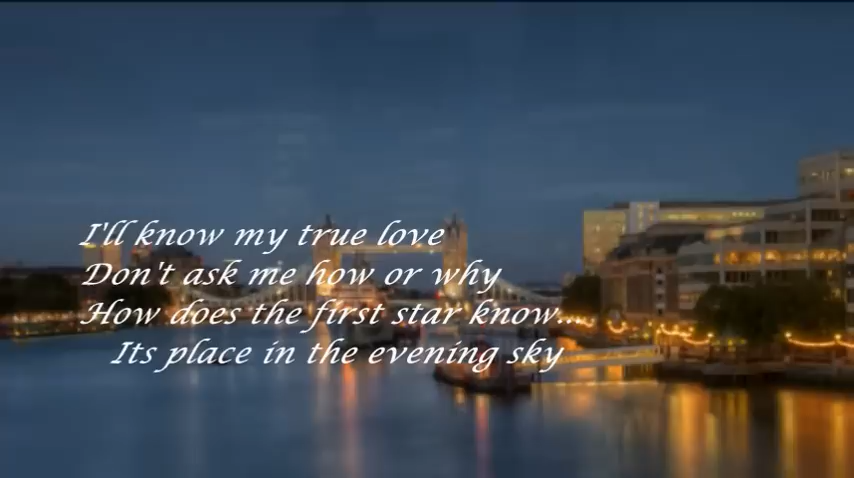 I'll know my true love
Don't ask me how or why
How does the first star know...
Its place in the evening sky